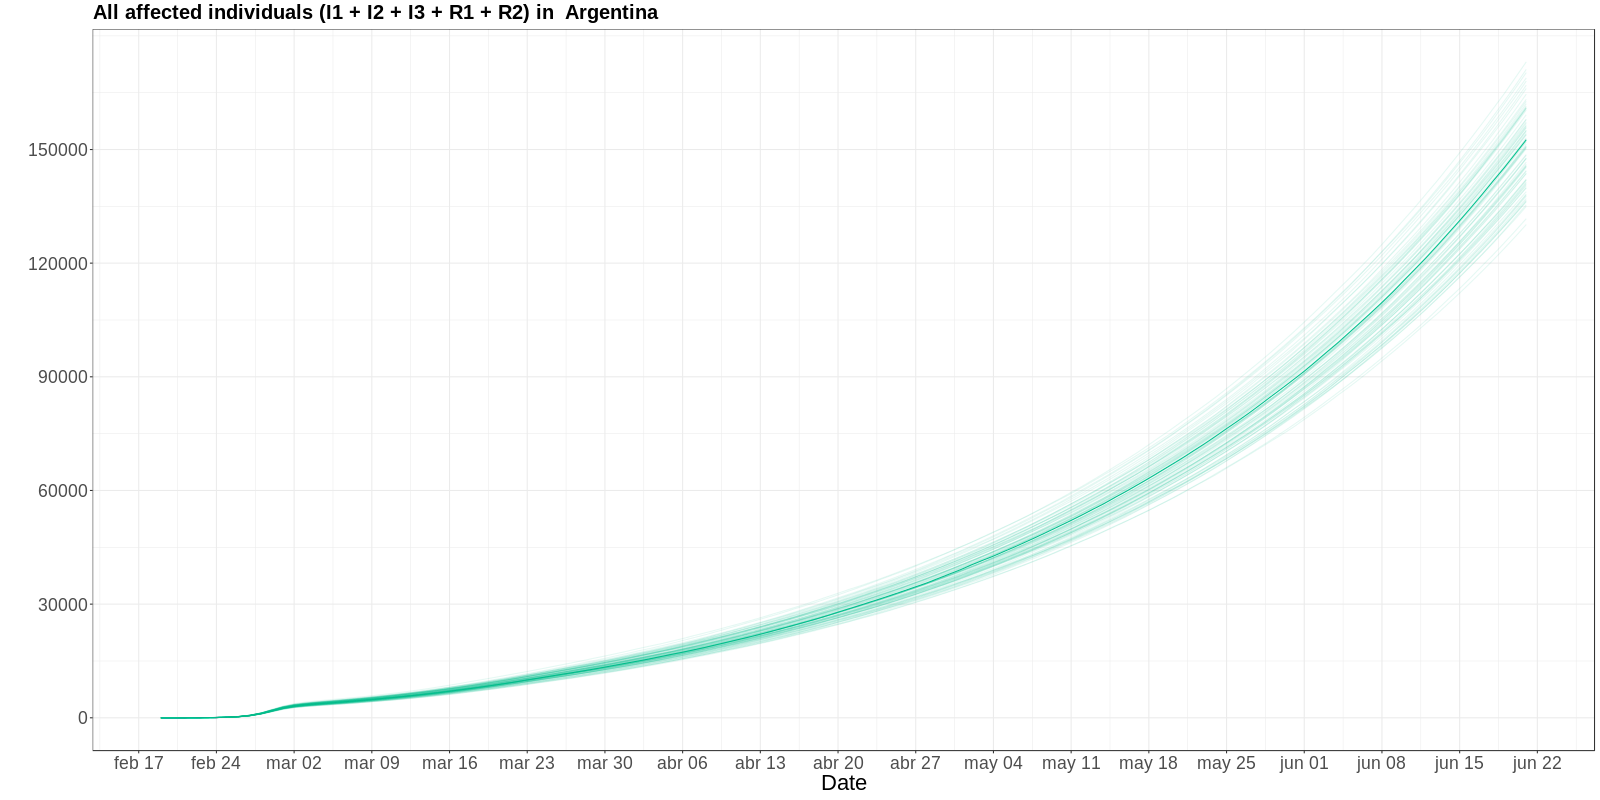 All affected individuals (I1 + I2 + I3 + R1 + R2) in  Argentina
150000
120000
90000
60000
30000
0
feb 17 feb 24 mar 02 mar 09 mar 16 mar 23 mar 30 abr 06 abr 13 abr 20 abr 27 may 04 may 11 may 18 may 25 jun 01 jun 08 jun 15 jun 22
Date